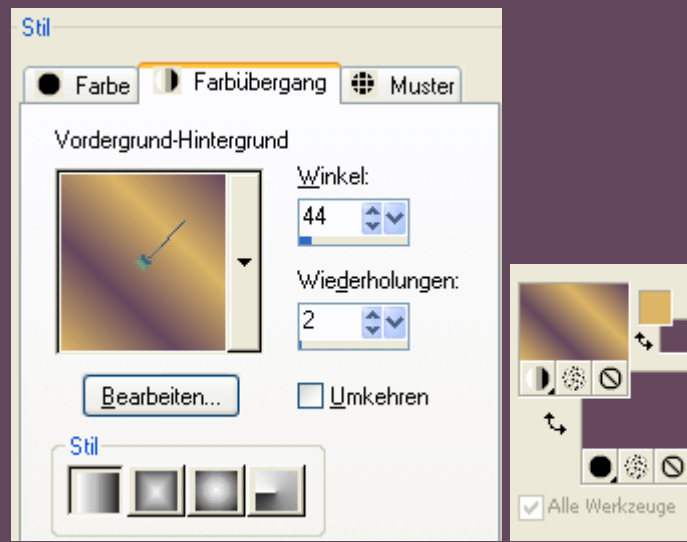 Stil
Farbe Farbübergang Muster
Vordergrund-Hintergrund
Winkel:
44
Wiederholungen:
2
Bearbeiten...
Umkehren
Stil
Alle Werkzeuge